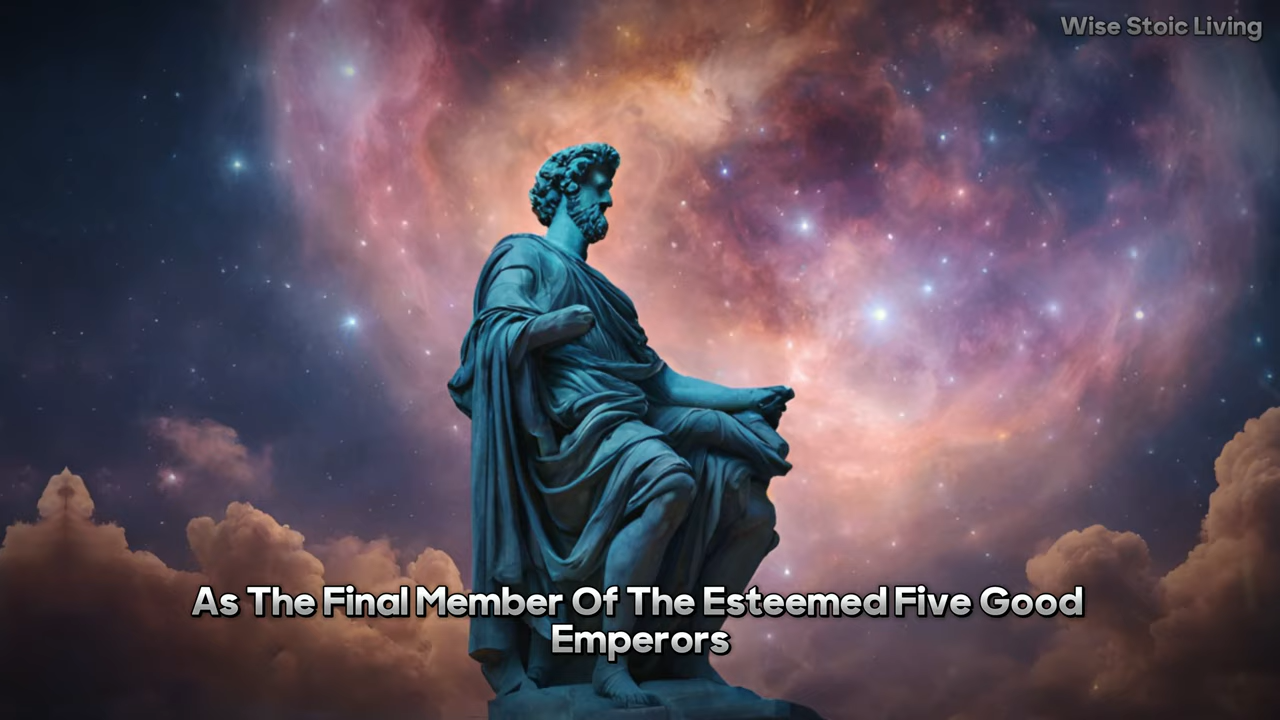 Wise Stoic Living
As The Final Member Of The Esteemed Five Good
Emperors